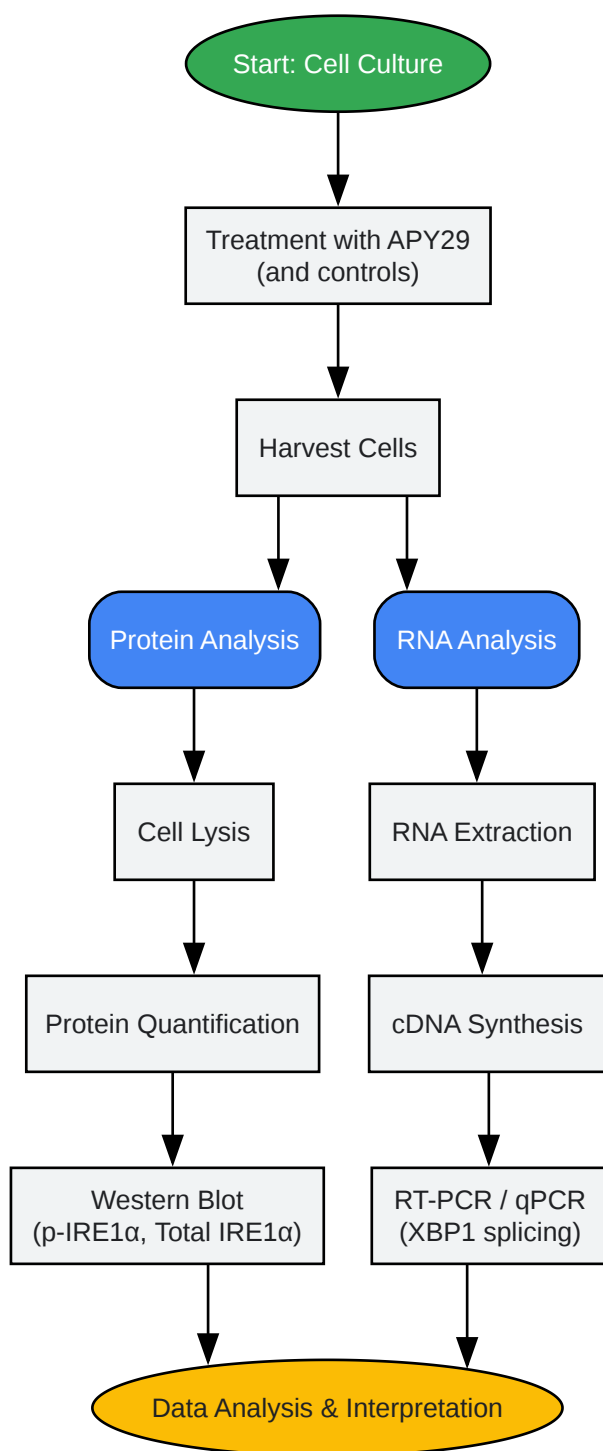 Start: Cell Culture
Treatment with APY29
(and controls)
Harvest Cells
Protein Analysis
RNA Analysis
Cell Lysis
RNA Extraction
Protein Quantification
cDNA Synthesis
Western Blot
(p-IRE1α, Total IRE1α)
RT-PCR / qPCR
(XBP1 splicing)
Data Analysis & Interpretation